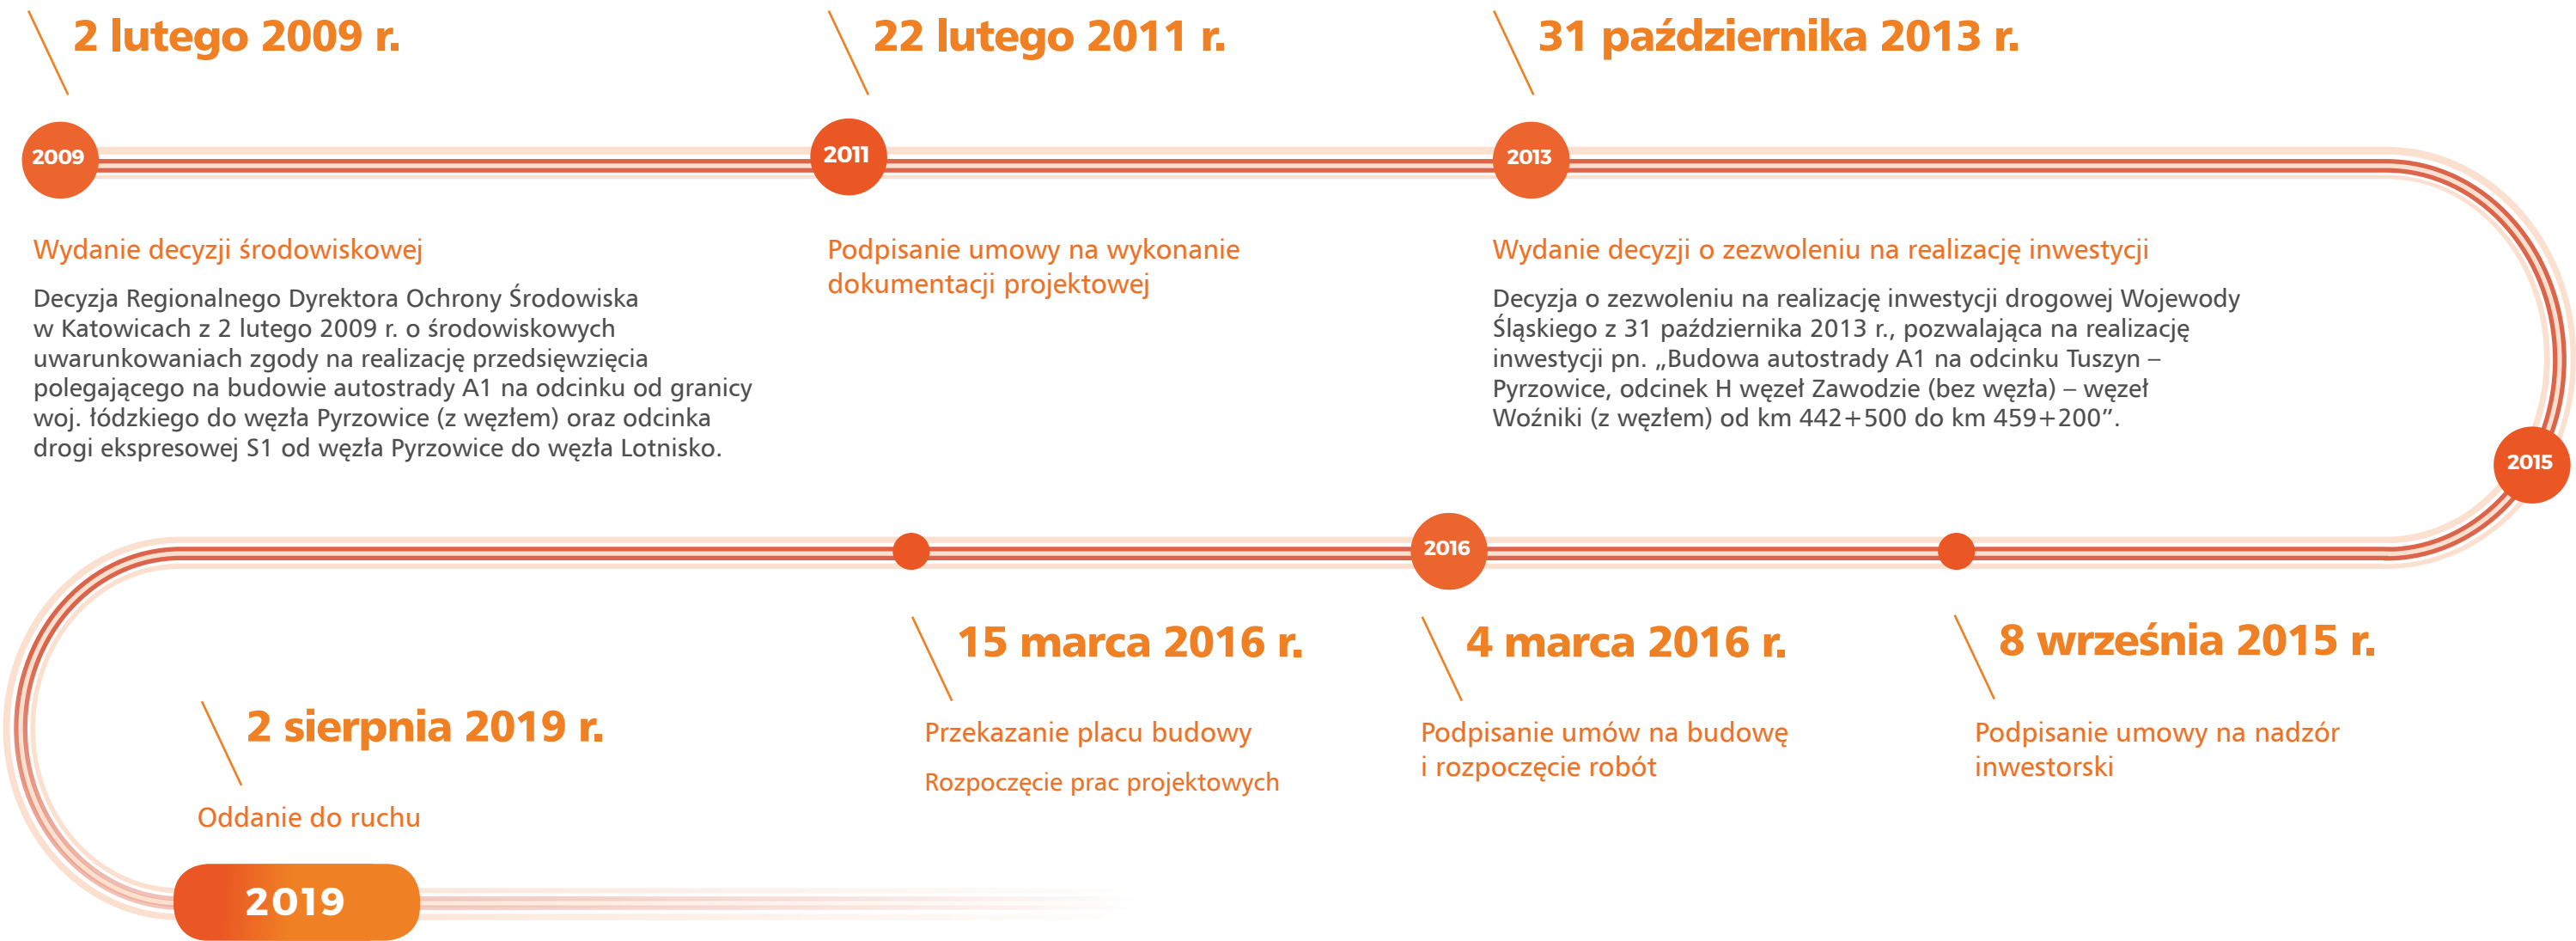 2 lutego 2009 r.
2009
Wydanie decyzji środowiskowej
Decyzja Regionalnego Dyrektora Ochrony Środowiska
w Katowicach z 2 lutego 2009 r. o środowiskowych
uwarunkowaniach zgody na realizację przedsięwzięcia
polegającego na budowie autostrady A1 na odcinku od granicy
woj. łódzkiego do węzła Pyrzowice (z węzłem) oraz odcinka
drogi ekspresowej S1 od węzła Pyrzowice do węzła Lotnisko.
22 lutego 2011 r.
2011
Podpisanie umowy na wykonanie
dokumentacji projektowej
31 października 2013 r.
2013
Wydanie decyzji o zezwoleniu na realizację inwestycji
Decyzja o zezwoleniu na realizację inwestycji drogowej Wojewody
Śląskiego z 31 października 2013 r., pozwalająca na realizację
inwestycji pn. „Budowa autostrady A1 na odcinku Tuszyn –
Pyrzowice, odcinek H węzeł Zawodzie (bez węzła) – węzeł
Woźniki (z węzłem) od km 442+500 do km 459+200”.
2015
8 września 2015 r.
Podpisanie umowy na nadzór
inwestorski
2016
4 marca 2016 r.
Podpisanie umów na budowę
i rozpoczęcie robót
15 marca 2016 r.
Przekazanie placu budowy
Rozpoczęcie prac projektowych
2 sierpnia 2019 r.
Oddanie do ruchu
2019